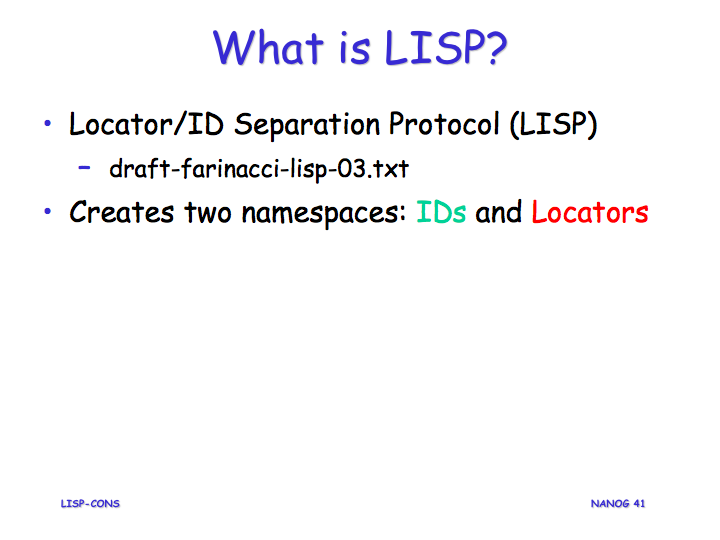 What is LISP?
• Locator/ID Separation Protocol (LISP)
– draft-farinacci-lisp-03.txt
• Creates two namespaces: IDs and Locators
LISP-CONS
NANOG 41